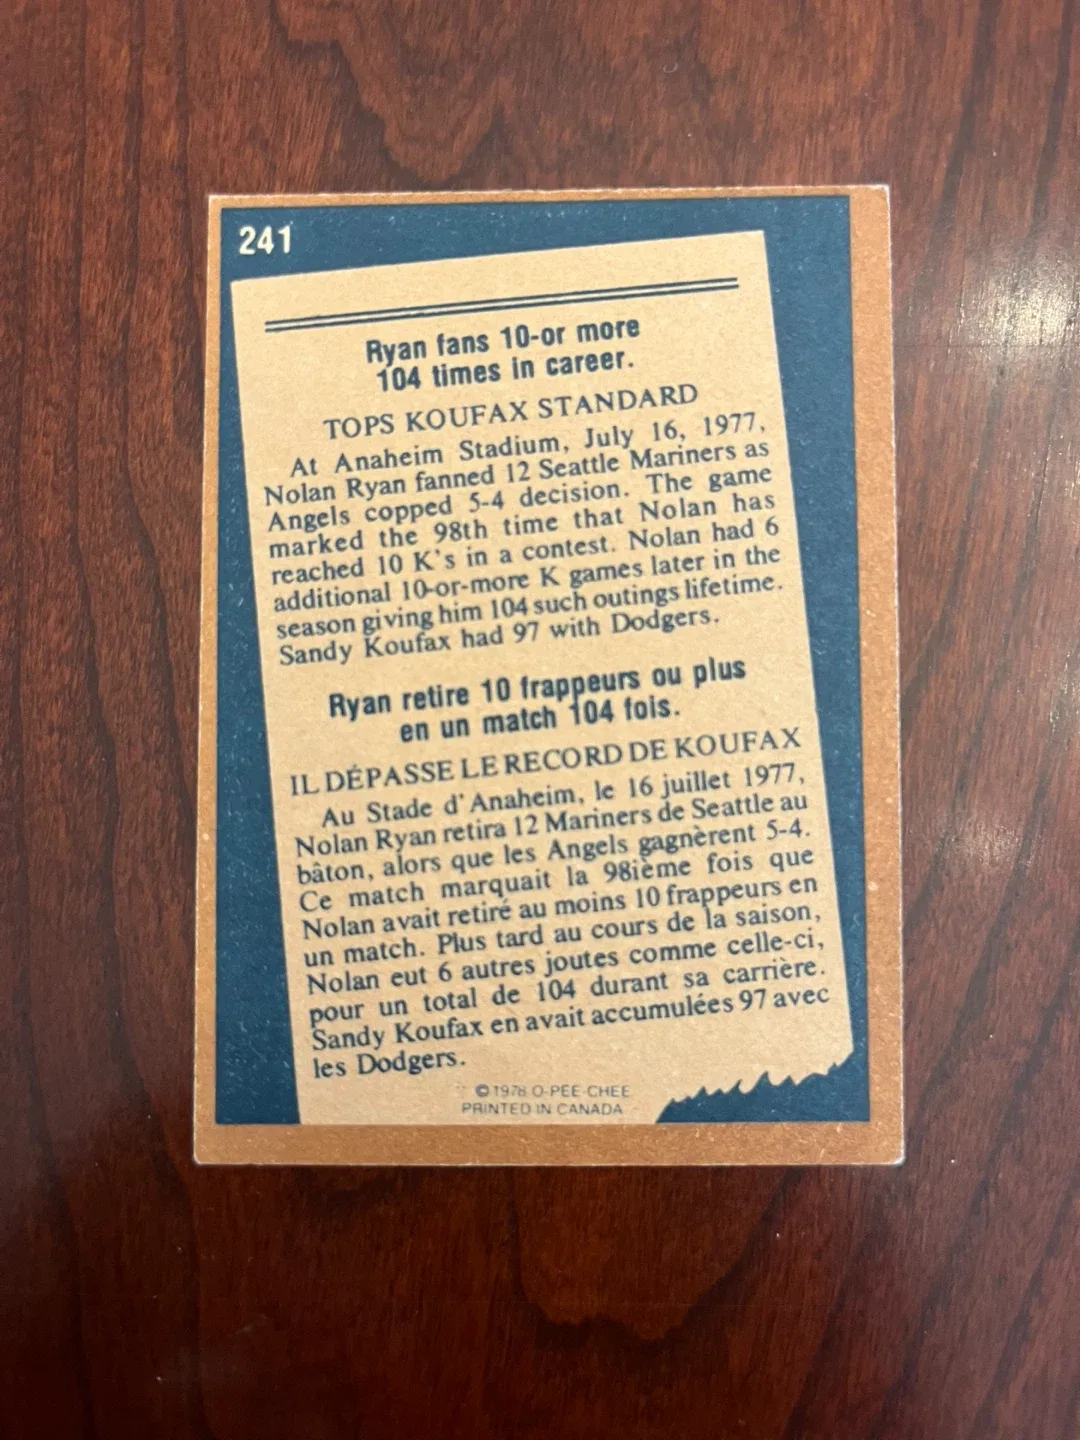 241
Ryan fans 10-or more
104 times in career.
TOPS KOUFAX STANDARD
At Anaheim Stadium, July 16, 1977,
Nolan Ryan fanned 12 Seattle Mariners as
Angels copped 5-4 decision. The game
marked the 98th time that Nolan has
reached 10 K's in a contest. Nolan had 6
additional 10-or-more K games later in the
season giving him 104 such outings lifetime.
Sandy Koufax had 97 with Dodgers.
Ryan retire 10 frappeurs ou plus
en un match 104 fois.
IL DÉPASSE LE RECORD DE KOUFAX
Au Stade d'Anaheim, le 16 juillet 1977,
Nolan Ryan retira 12 Mariners de Seattle au
bâton, alors que les Angels gagnèrent 5-4.
Ce match marquait la 98ième fois que
Nolan avait retiré au moins 10 frappeurs en
un match. Plus tard au cours de la saison,
Nolan eut 6 autres joutes comme celle-ci,
pour un total de 104 durant sa carrière.
Sandy Koufax en avait accumulées 97 avec
les Dodgers.
© 1978 O-PEE-CHEE
PRINTED IN CANADA